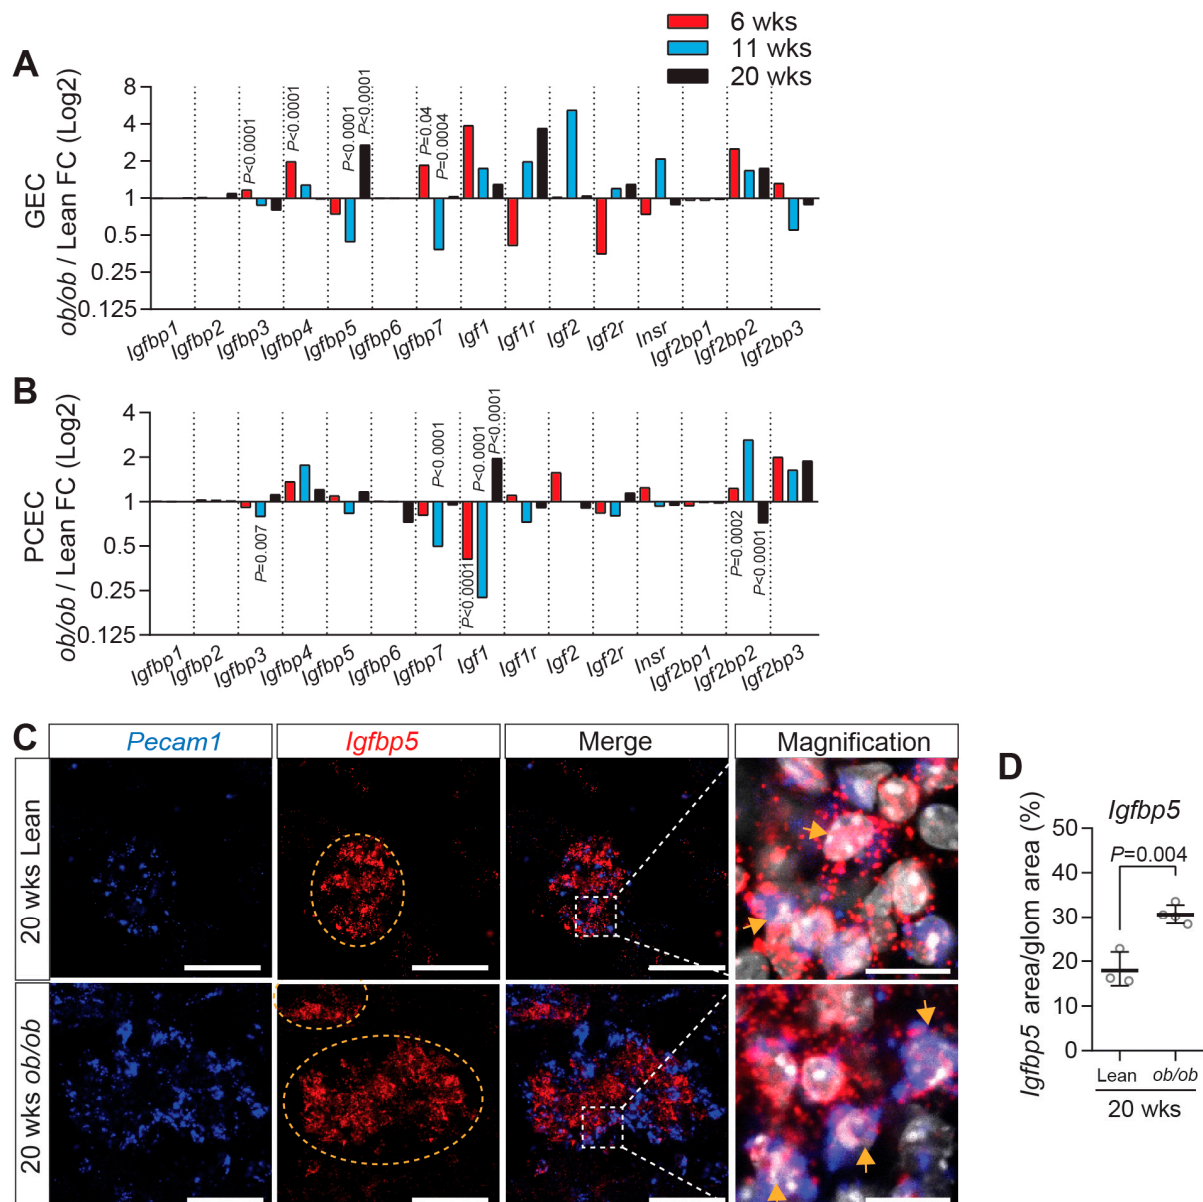 6 wks
11 wks
20 wks
A
GEC
ob/ob / Lean FC (Log2)
8
4
2
1
0.5
0.25
0.125
P<0.0001
P<0.0001
P<0.0001
P<0.0001
P=0.04
P=0.0004
Igfbp1
Igfbp2
Igfbp3
Igfbp4
Igfbp5
Igfbp6
Igfbp7
Igf1
Igf1r
Igf2
Igf2r
Insr
Igf2bp1
Igf2bp2
Igf2bp3
B
PCEC
ob/ob / Lean FC (Log2)
4
2
1
0.5
0.25
0.125
P=0.007
P<0.0001
P<0.0001
P<0.0001
P<0.0001
P=0.0002
P<0.0001
Igfbp1
Igfbp2
Igfbp3
Igfbp4
Igfbp5
Igfbp6
Igfbp7
Igf1
Igf1r
Igf2
Igf2r
Insr
Igf2bp1
Igf2bp2
Igf2bp3
C
Pecam1
Igfbp5
Merge
Magnification
20 wks Lean
20 wks ob/ob
D
Igfbp5
Igfbp5 area/glom area (%)
50
40
30
20
10
0
P=0.004
Lean
ob/ob
20 wks